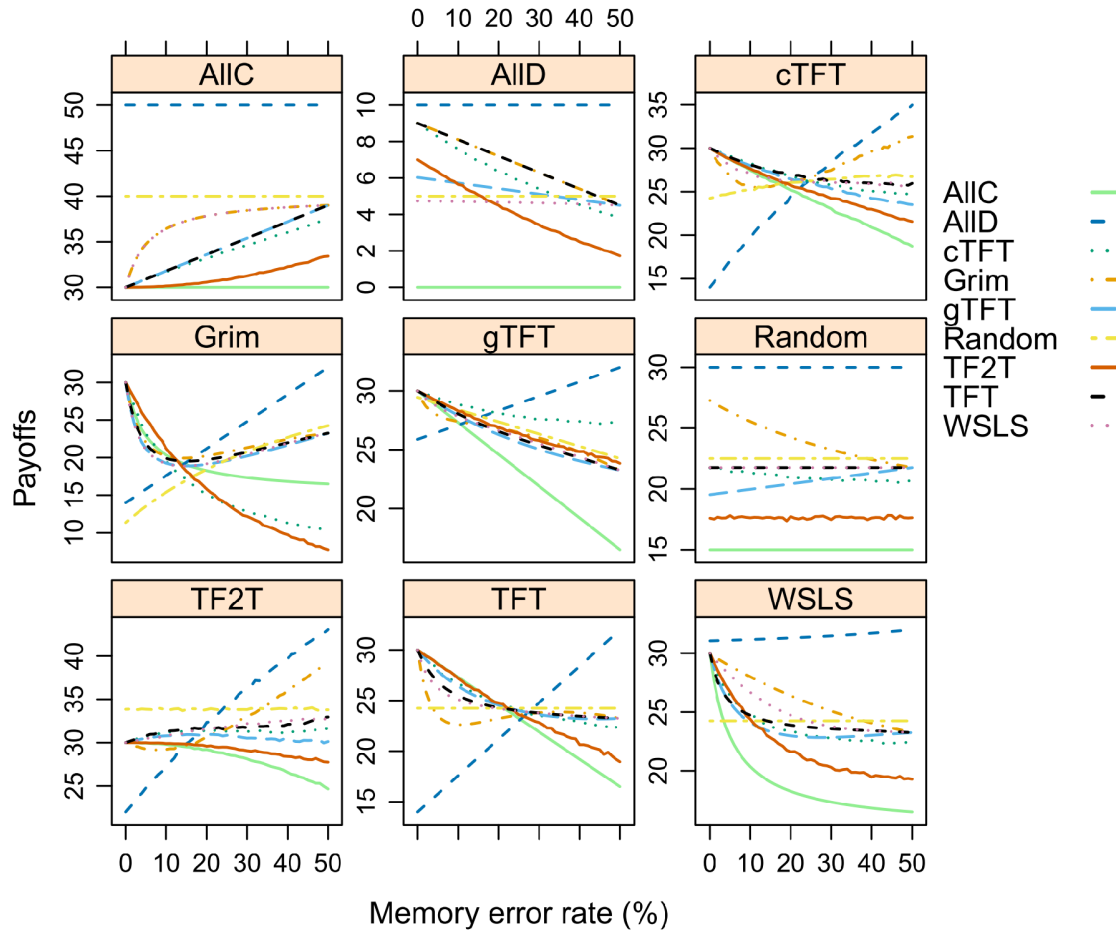 0 10 20 30 40 50
AllC AllD cTFT
30 35 40 45 50
0 2 4 6 8 10
15 20 25 30 35
Grim gTFT Random
10 15 20 25 30
20 25 30
15 20 25 30
TF2T TFT WSLS
25 30 35 40
15 20 25 30
20 25 30
0 10 20 30 40 50
0 10 20 30 40 50
Payoffs
Memory error rate (%)
AllC
AllD
cTFT
Grim
gTFT
Random
TF2T
TFT
WSLS